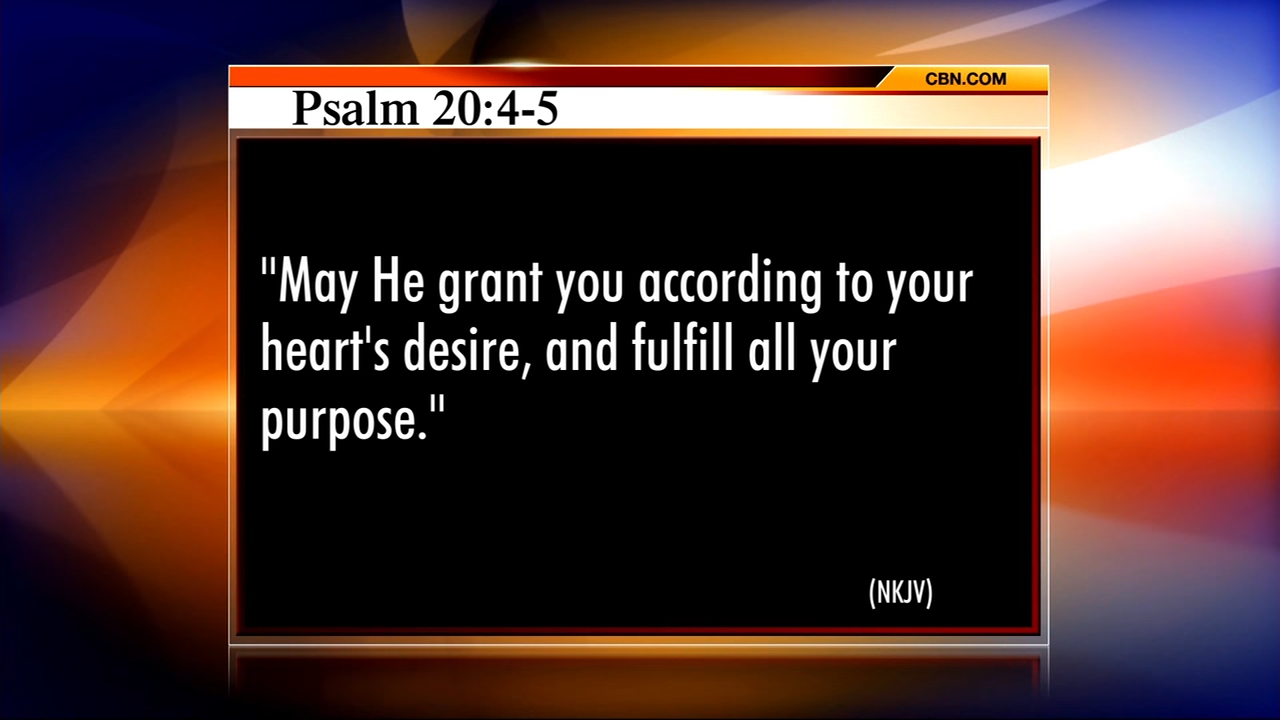 CBN.COM
Psalm 20:4-5
"May He grant you according to your
heart's desire, and fulfill all your
purpose."
(NKJV)